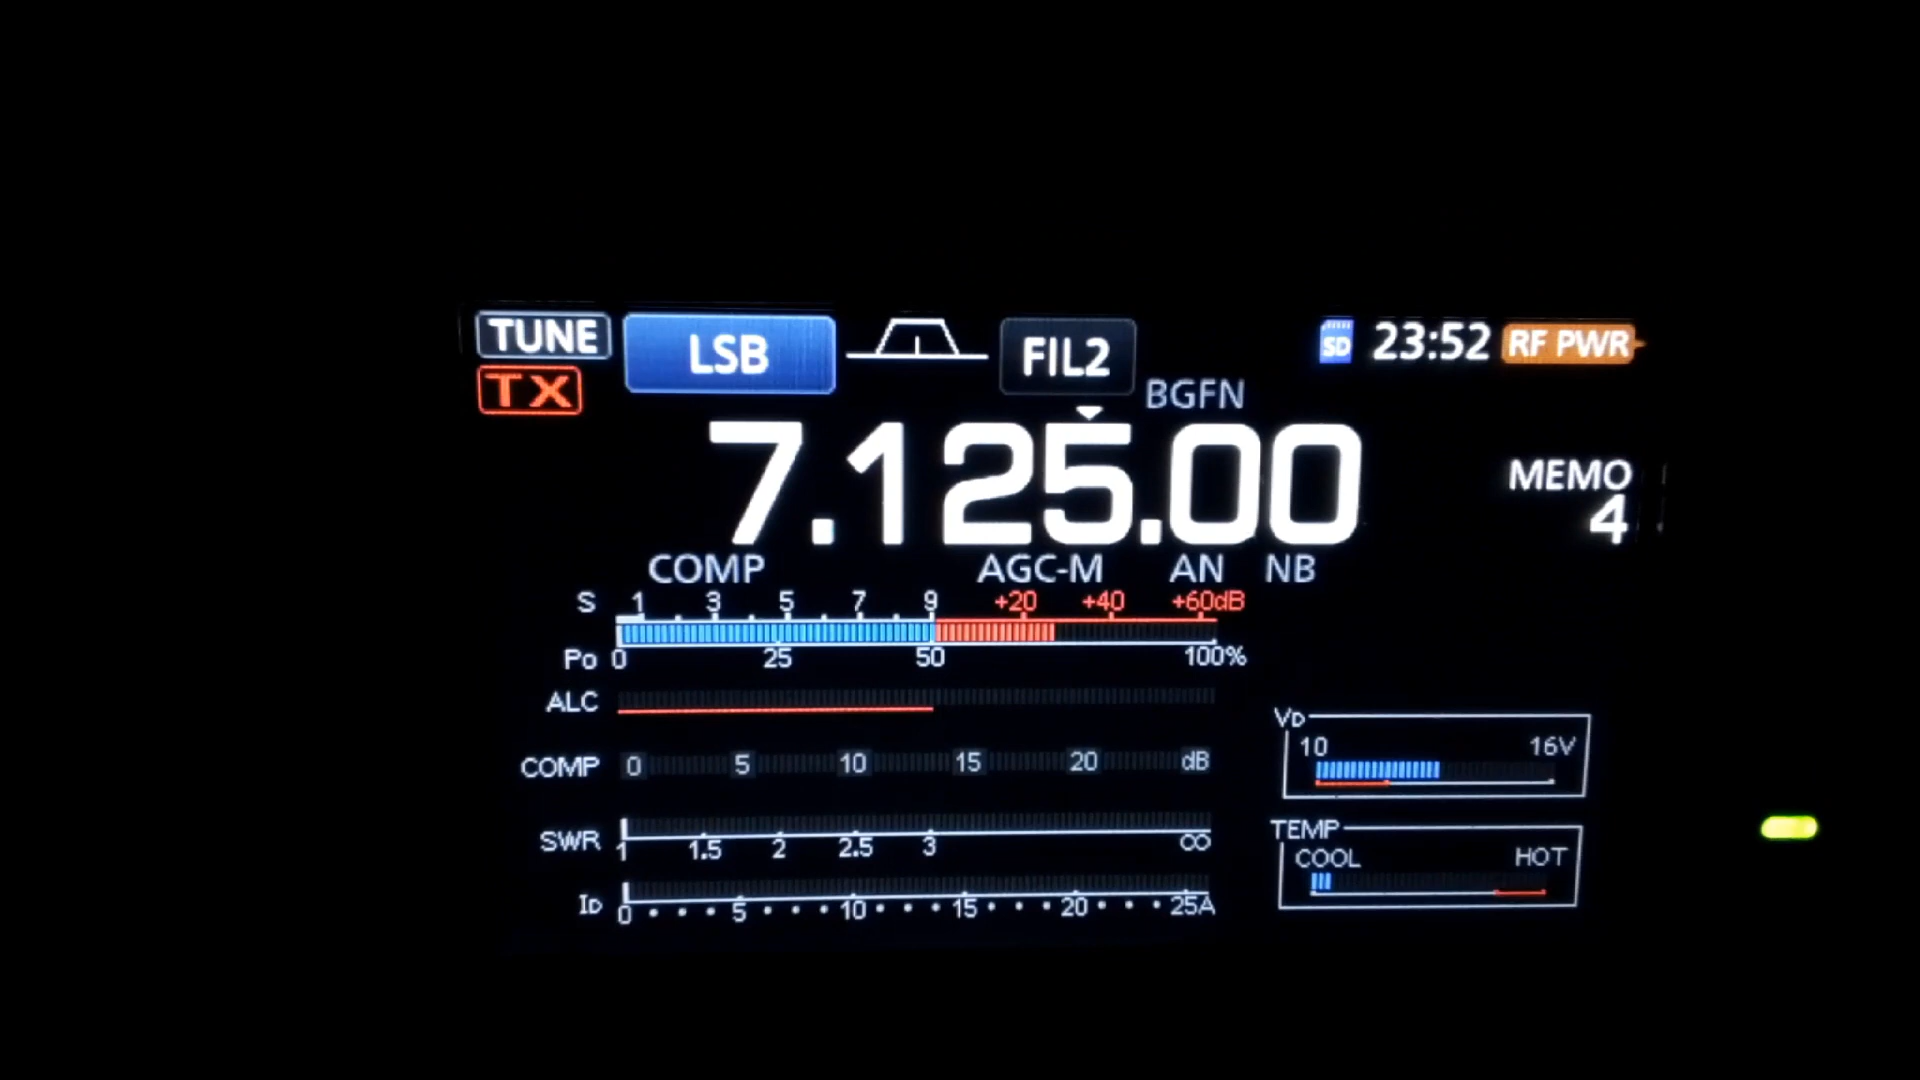 TUNE LSB FIL2 SD 23:52 RF PWR
TX
BGFN
7.125.00
MEMO
4
COMP AGC-M AN NB
S 1 3 5 7 9 +20 +40 +60dB
Po 0 25 50 100%
ALC
COMP 0 5 10 15 20 dB
SWR 1 1.5 2 2.5 3 ∞
ID 0 5 10 15 20 25A
VD
10 16V
TEMP
COOL HOT